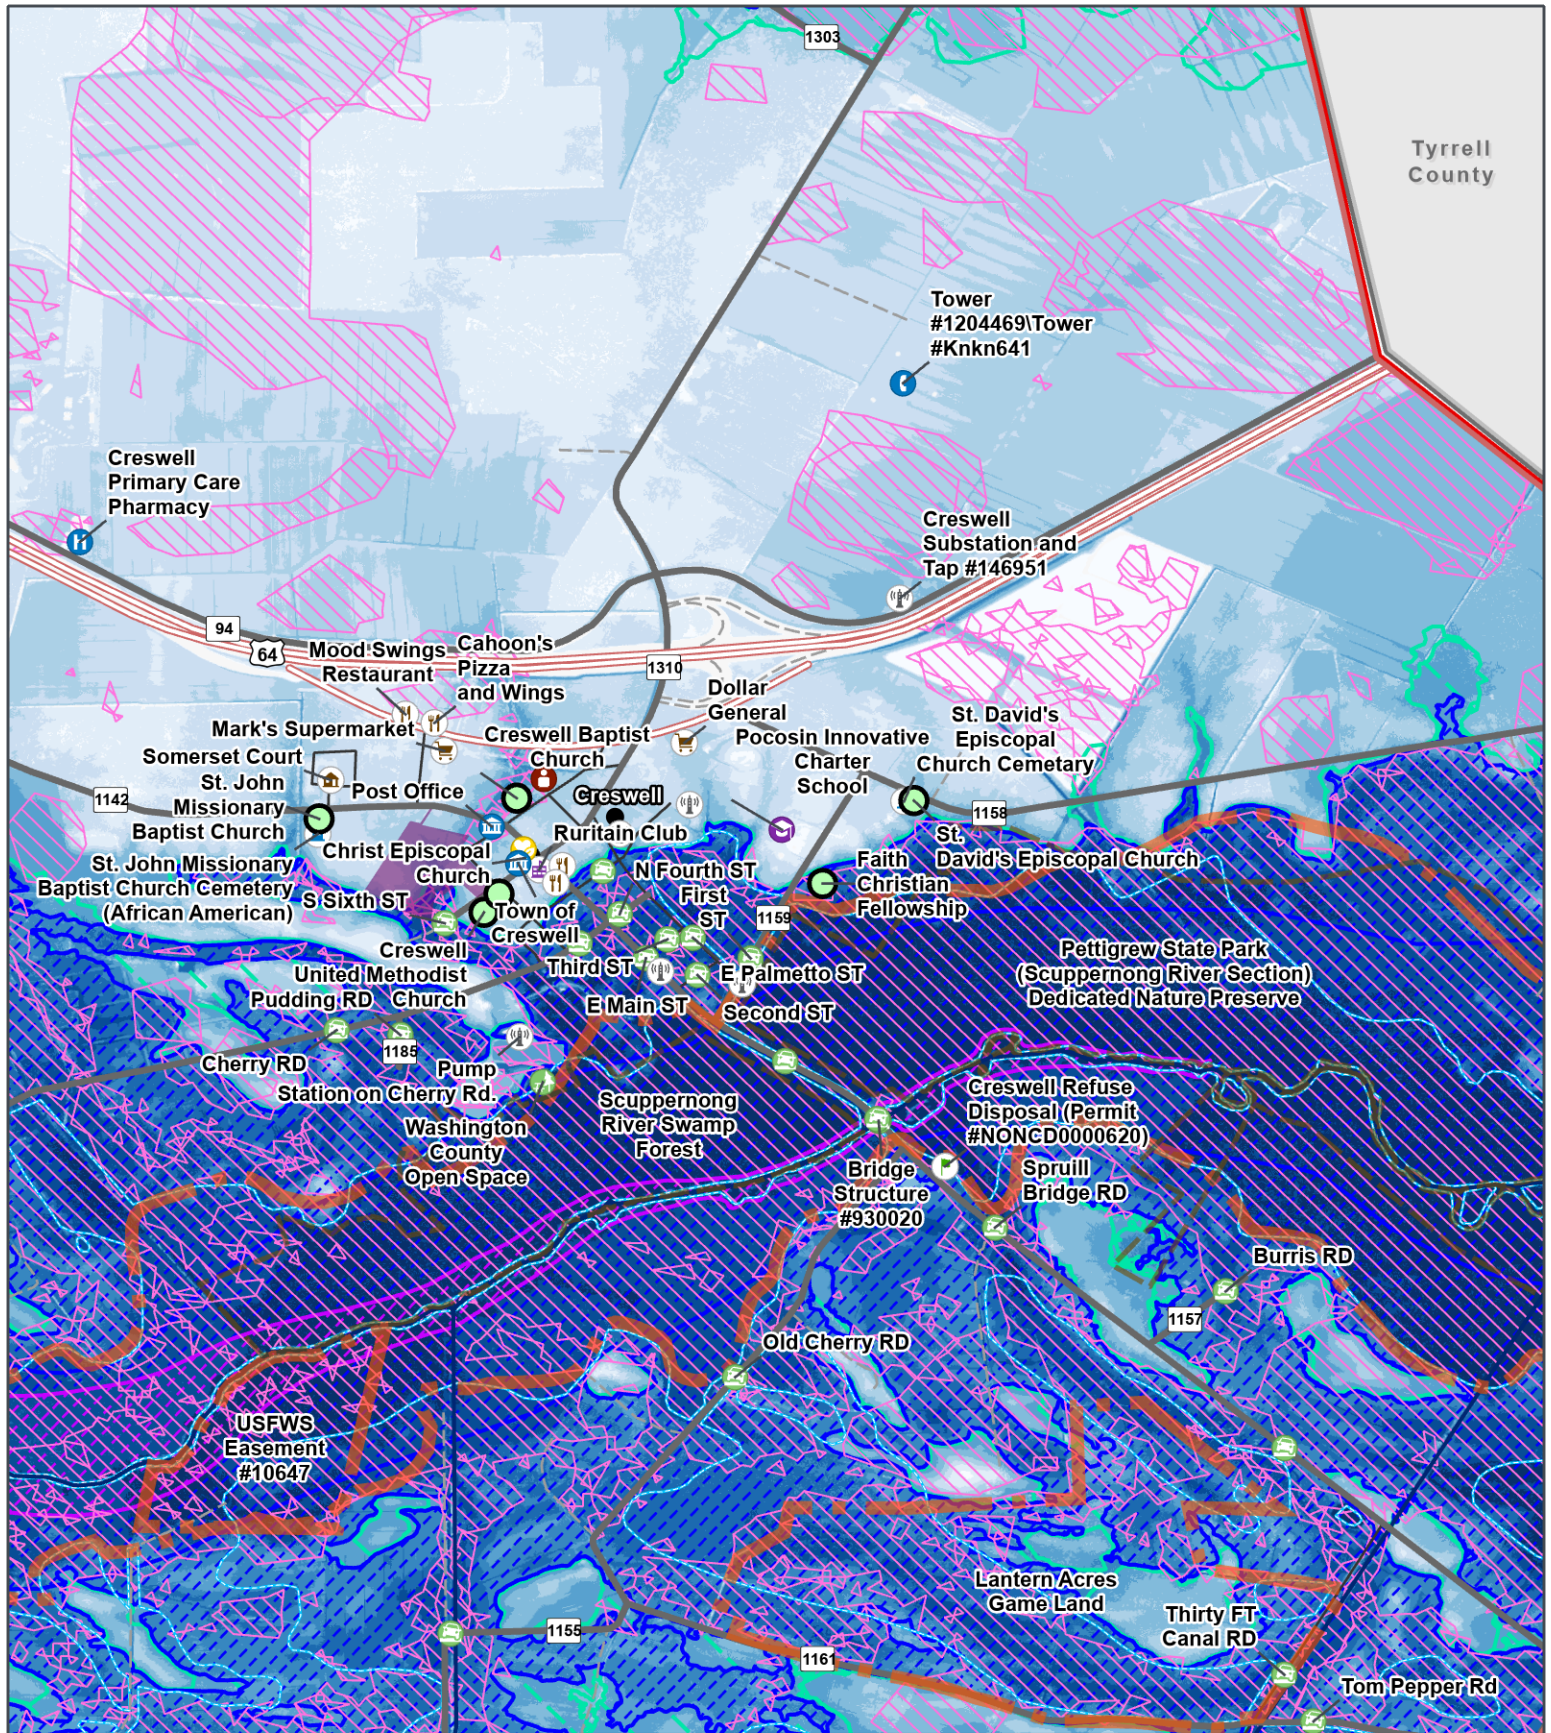 1303
Tyrrell
County
Tower
#1204469\Tower
#Knkn641
Creswell
Primary Care
Pharmacy
Creswell
Substation and
Tap #146951
94
64
Mood Swings
Restaurant
Cahoon's
Pizza
and Wings
1310
Dollar
General
Mark's Supermarket
Creswell Baptist
Church
Pocosin Innovative
Charter
School
St. David's
Episcopal
Church Cemetary
Somerset Court
St. John
Missionary
Baptist Church
Post Office
Creswell
1142
1158
Ruritain Club
St.
David's Episcopal Church
Christ Episcopal
Church
St. John Missionary
Baptist Church Cemetery
(African American)
S Sixth ST
N Fourth ST
First
ST
Faith
Christian
Fellowship
Town of
Creswell
1159
Creswell
United Methodist
Church
Third ST
E Palmetto ST
Pettigrew State Park
(Scuppernong River Section)
Dedicated Nature Preserve
Pudding RD
E Main ST
Second ST
1185
Cherry RD
Pump
Station on Cherry Rd.
Scuppernong
River Swamp
Forest
Creswell Refuse
Disposal (Permit
#NONCD0000620)
Washington
County
Open Space
Bridge
Structure
#930020
Spruill
Bridge RD
Burris RD
1157
Old Cherry RD
USFWS
Easement
#10647
Lantern Acres
Game Land
Thirty FT
Canal RD
1155
1161
Tom Pepper Rd